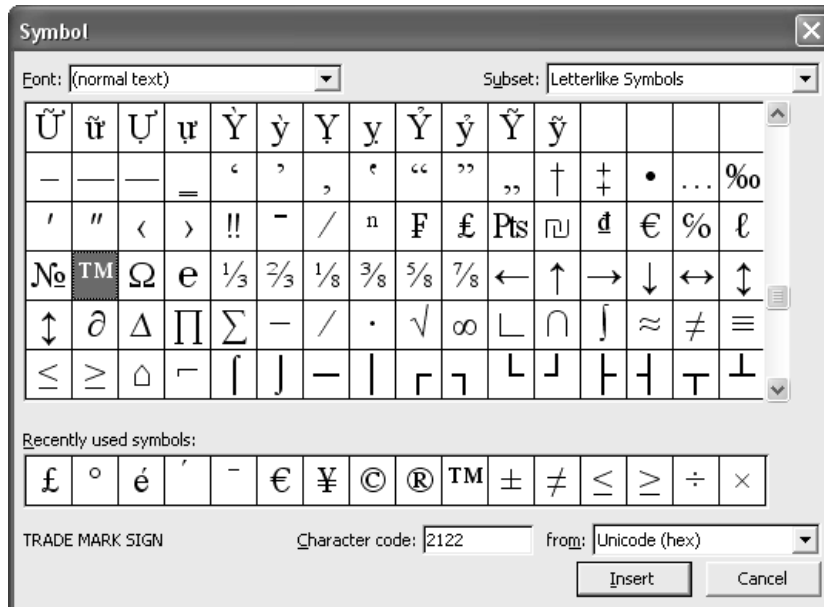 Symbol
Font: (normal text) Subset: Letterlike Symbols
Ữ ữ Ự ự Ỳ ỳ Ỵ ỵ Ỷ ỷ Ỹ ỹ
– — ― ‗ ‘ ’ ‚ ‛ “ ” „ † ‡ • … ‰
′ ″ ‹ › ‼ ‾ ⁄ ⁿ ₣ ₤ ₧ ₪ ₫ € ℅ ℓ
№ ™ Ω ℮ ⅓ ⅔ ⅛ ⅜ ⅝ ⅞ ← ↑ → ↓ ↔ ↕
↨ ∂ ∆ ∏ ∑ − ∕ ∙ √ ∞ ∟ ∩ ∫ ≈ ≠ ≡
≤ ≥ ⌂ ⌐ ⌠ ⌡ ─ │ ┌ ┐ └ ┘ ├ ┤ ┬ ┴
Recently used symbols:
£ ° é ´ ¯ € ¥ © ® ™ ± ≠ ≤ ≥ ÷ ×
TRADE MARK SIGN Character code: 2122 from: Unicode (hex)
Insert Cancel